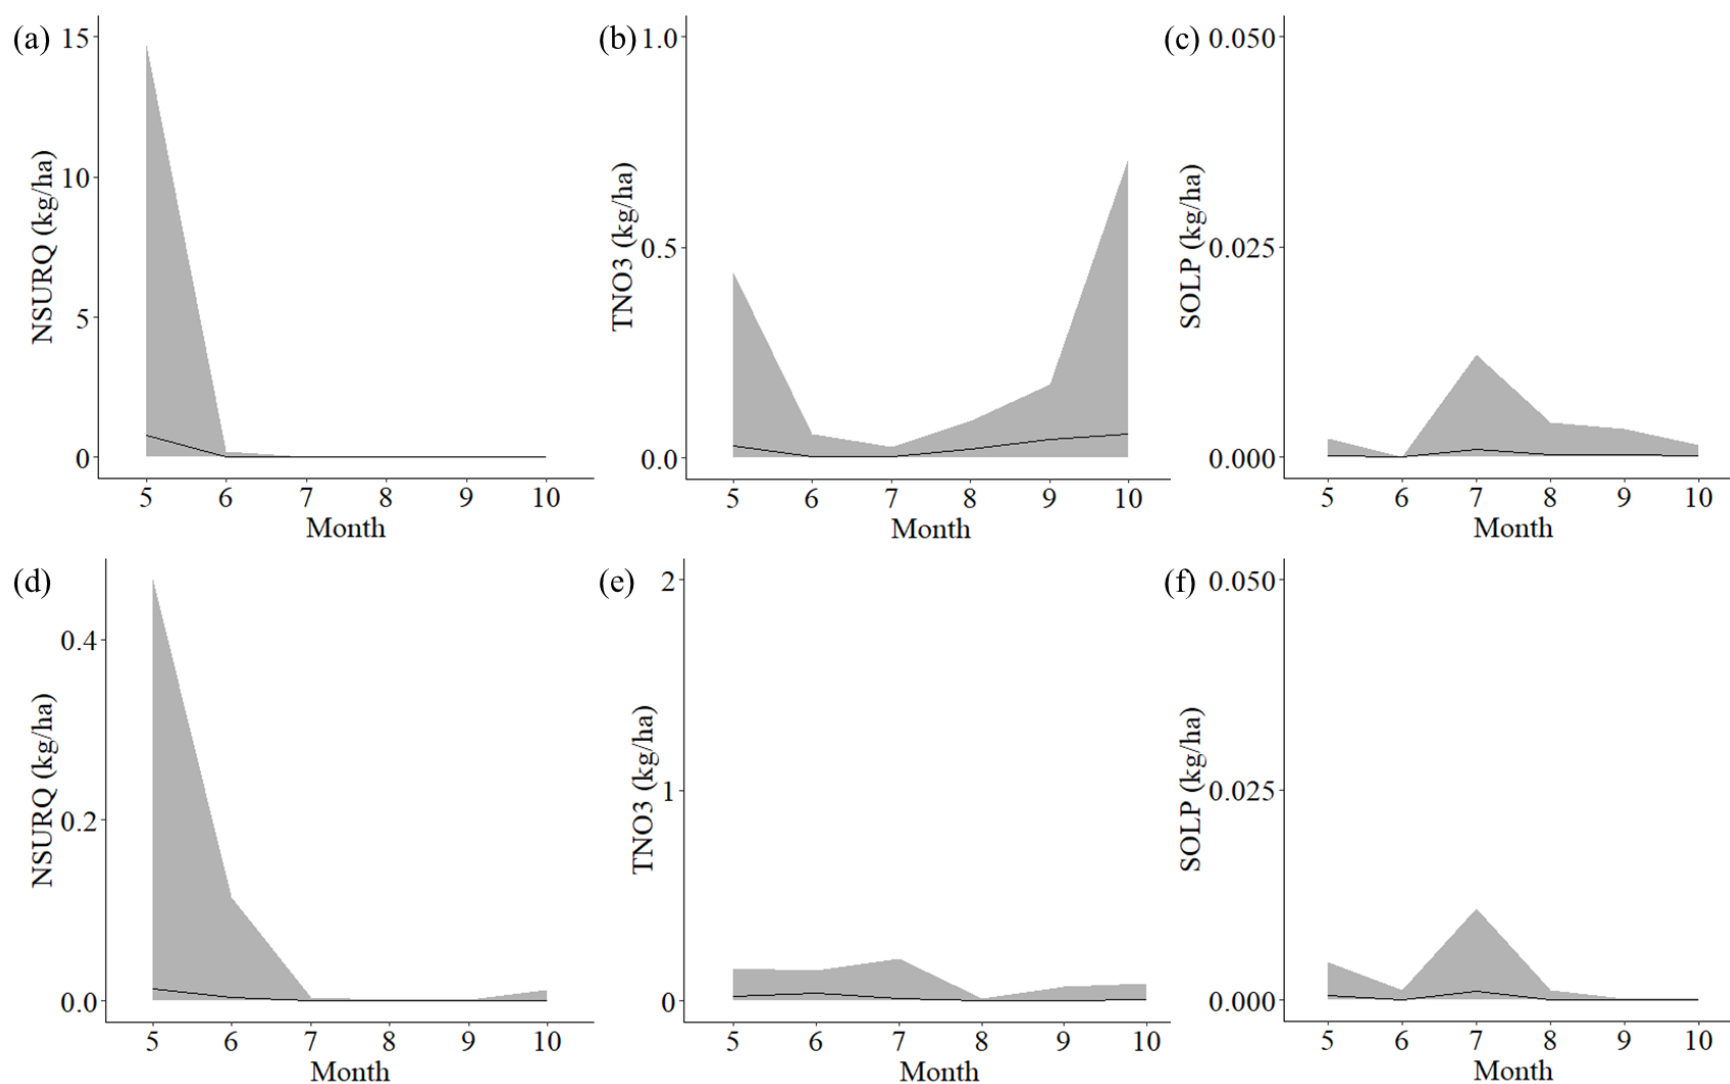 (a)
NSURQ (kg/ha)
15
10
5
0
5 6 7 8 9 10
Month
(b)
TNO3 (kg/ha)
1.0
0.5
0.0
5 6 7 8 9 10
Month
(c)
SOLP (kg/ha)
0.050
0.025
0.000
5 6 7 8 9 10
Month
(d)
NSURQ (kg/ha)
0.4
0.2
0.0
5 6 7 8 9 10
Month
(e)
TNO3 (kg/ha)
2
1
0
5 6 7 8 9 10
Month
(f)
SOLP (kg/ha)
0.050
0.025
0.000
5 6 7 8 9 10
Month